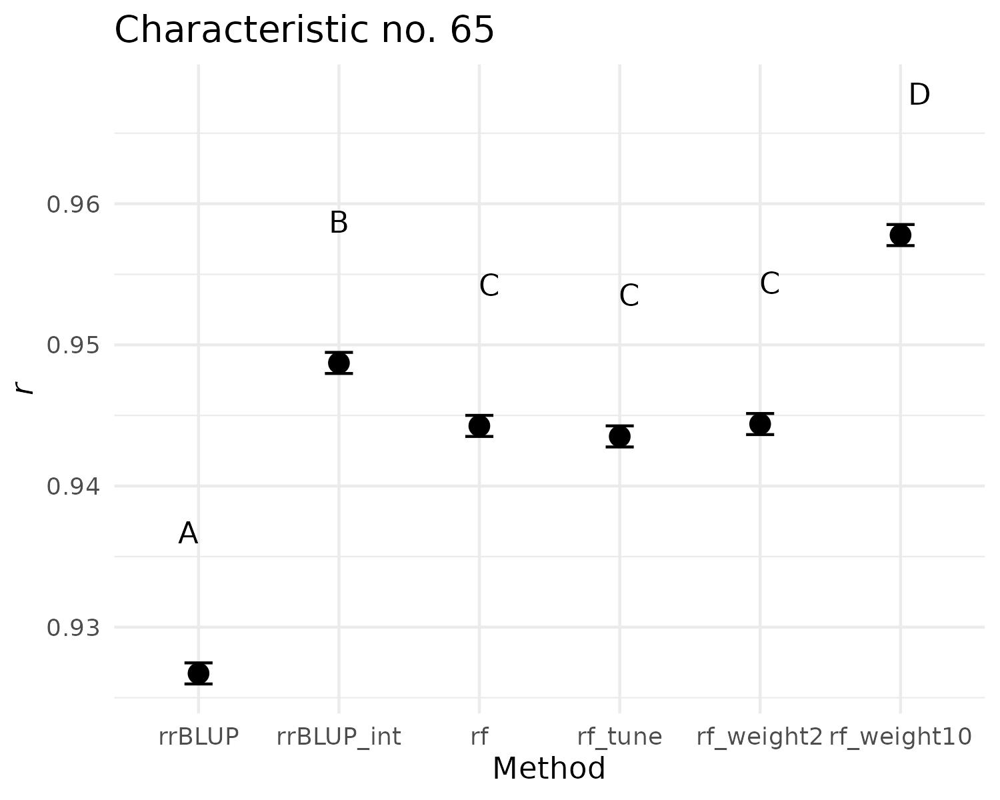 Characteristic no. 65
D
0.96
B
C
C
C
0.95
r
0.94
A
0.93
rrBLUP rrBLUP_int rf rf_tune rf_weight2 rf_weight10
Method